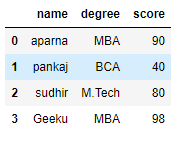 name degree score
0 aparna MBA 90
1 pankaj BCA 40
2 sudhir M.Tech 80
3 Geeku MBA 98